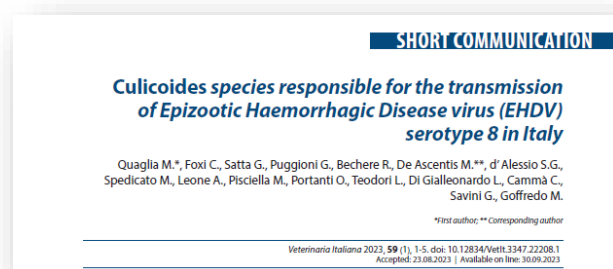 SHORT COMMUNICATION
Culicoides species responsible for the transmission
of Epizootic Haemorrhagic Disease virus (EHDV)
serotype 8 in Italy
Quaglia M.*, Foxi C., Satta G., Puggioni G., Bechere R., De Ascentis M.**, d'Alessio S.G.,
Spedicato M., Leone A., Pisciella M., Portanti O., Teodori L., Di Gialleonardo L., Cammà C.,
Savini G., Goffredo M.
*First author; ** Corresponding author
Veterinaria Italiana 2023, 59 (1), 1-5. doi: 10.12834/VetIt.3347.22208.1
Accepted: 23.08.2023 | Available on line: 30.09.2023